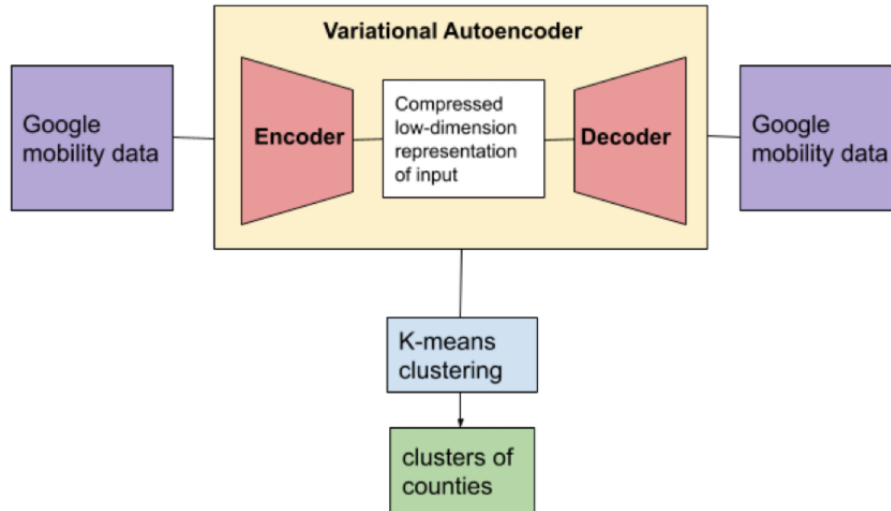 Variational Autoencoder
Google
mobility data
Encoder
Compressed
low-dimension
representation
of input
Decoder
Google
mobility data
K-means
clustering
clusters of
counties